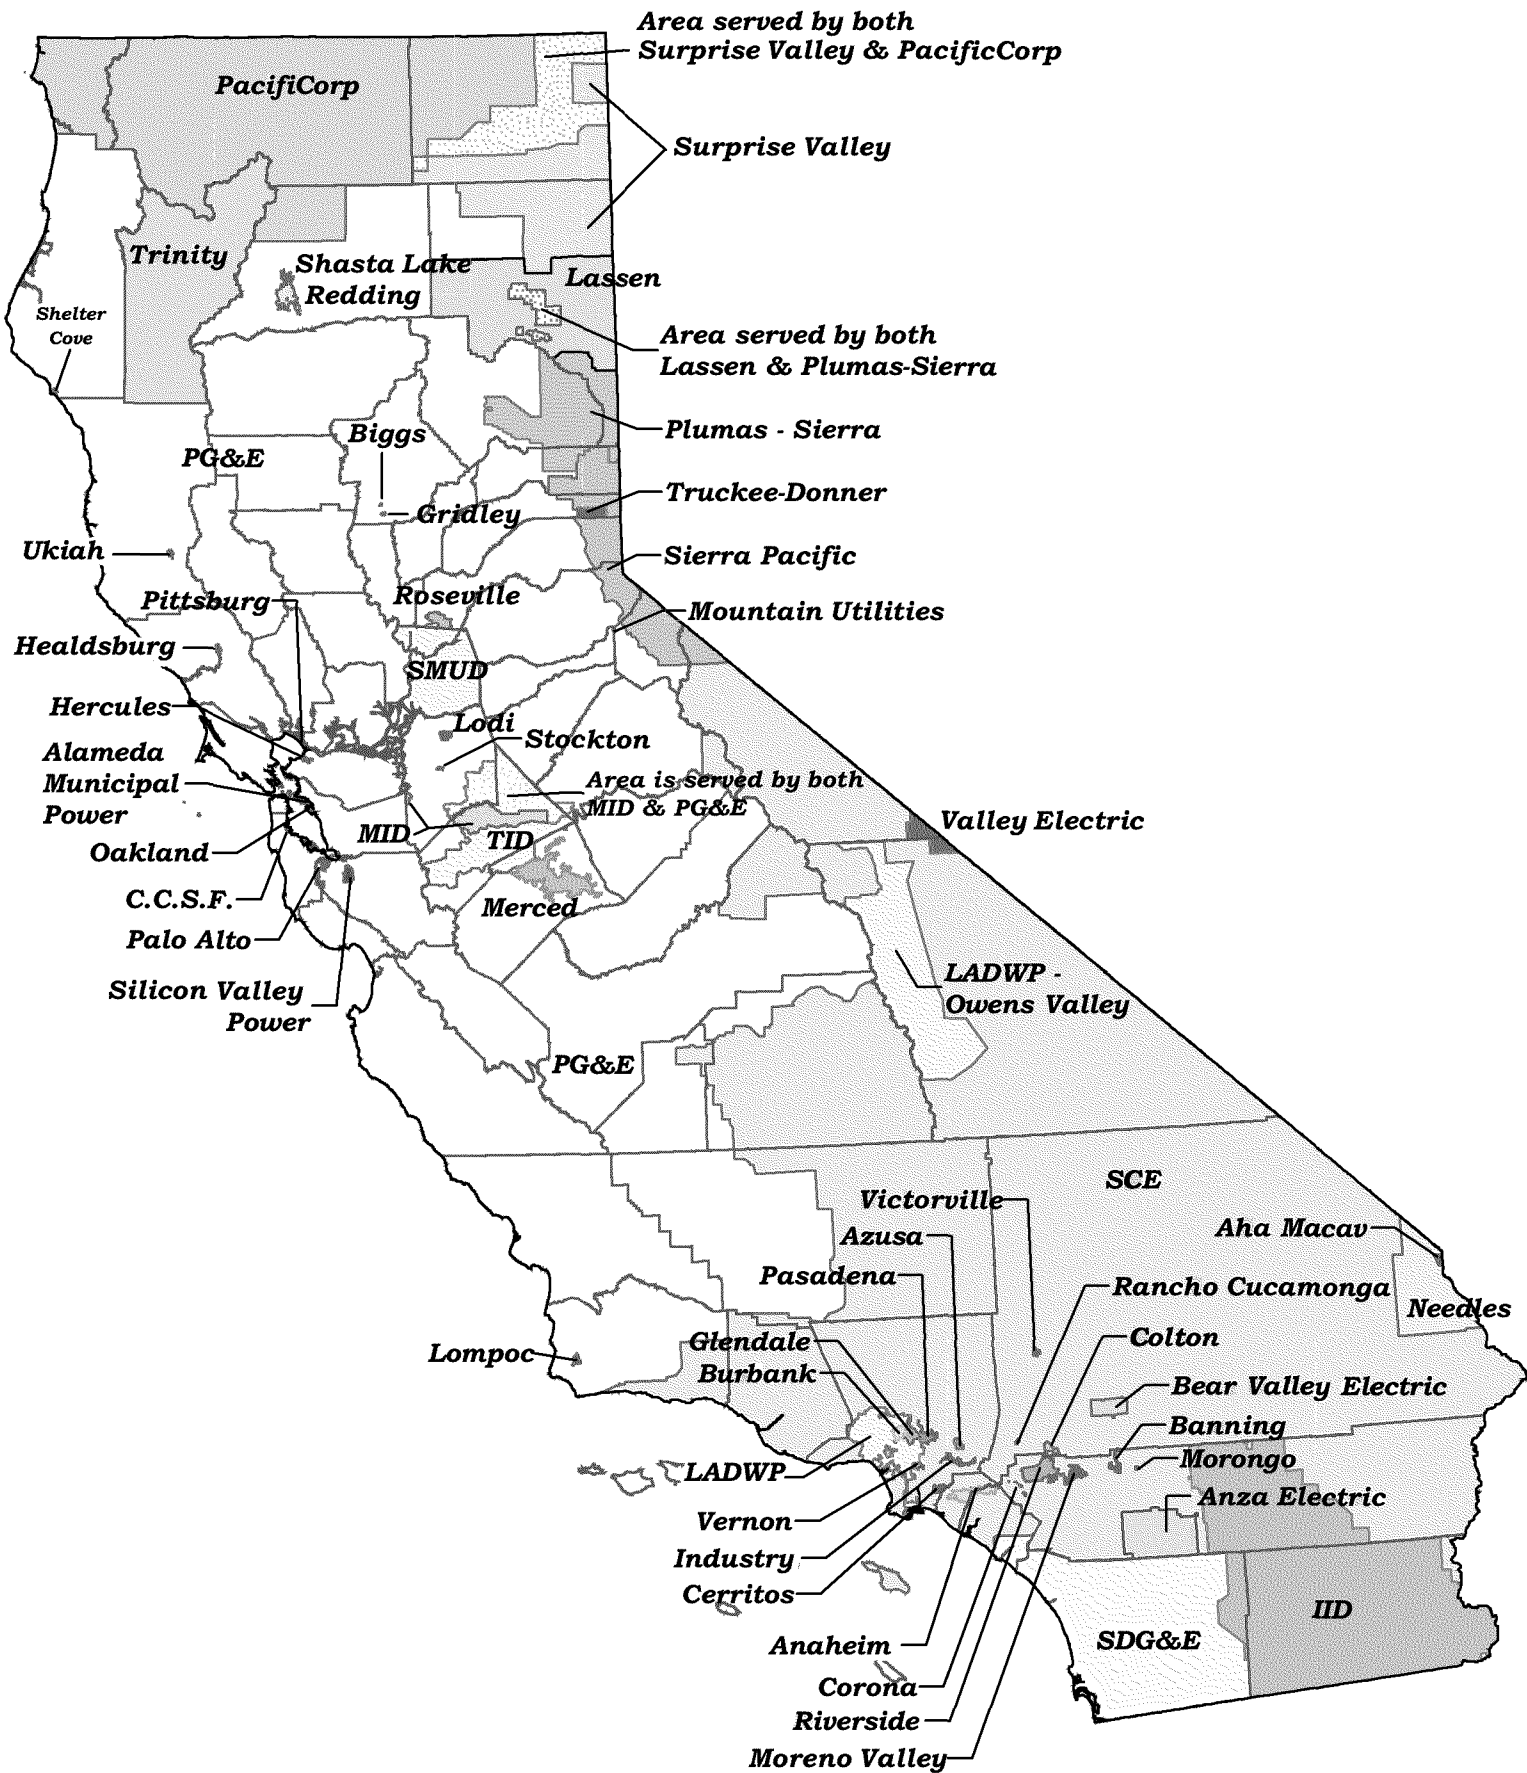 Area served by both
Surprise Valley & PacificCorp
PacifiCorp
Surprise Valley
Trinity
Shasta Lake
Redding
Lassen
Shelter
Cove
Area served by both
Lassen & Plumas-Sierra
Plumas - Sierra
Biggs
PG&E
Truckee-Donner
Gridley
Ukiah
Sierra Pacific
Roseville
Pittsburg
Mountain Utilities
Healdsburg
SMUD
Hercules
Lodi
Stockton
Alameda
Municipal
Power
Area is served by both
MID & PG&E
MID
TID
Valley Electric
Oakland
C.C.S.F.
Merced
Palo Alto
LADWP -
Owens Valley
Silicon Valley
Power
PG&E
SCE
Victorville
Aha Macav
Azusa
Pasadena
Rancho Cucamonga
Needles
Glendale
Colton
Lompoc
Burbank
Bear Valley Electric
Banning
Morongo
LADWP
Anza Electric
Vernon
Industry
Cerritos
IID
SDG&E
Anaheim
Corona
Riverside
Moreno Valley